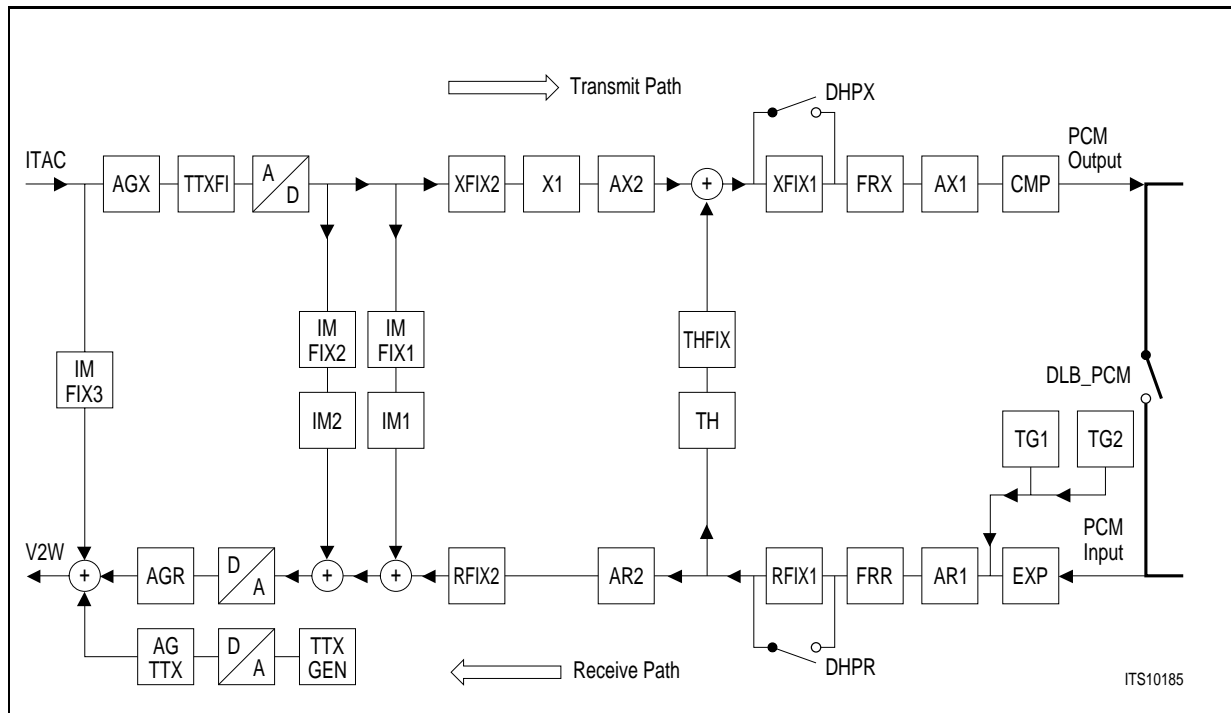 Transmit Path
DHPX
ITAC
PCM
Output
AGX
TTXFI
A
D
XFIX2
X1
AX2
+
XFIX1
FRX
AX1
CMP
IM
FIX3
IM
FIX2
IM
FIX1
THFIX
IM2
IM1
TH
DLB_PCM
TG1
TG2
PCM
Input
V2W
+
AGR
D
A
+
+
RFIX2
AR2
RFIX1
FRR
AR1
EXP
AG
TTX
D
A
TTX
GEN
Receive Path
DHPR
ITS10185